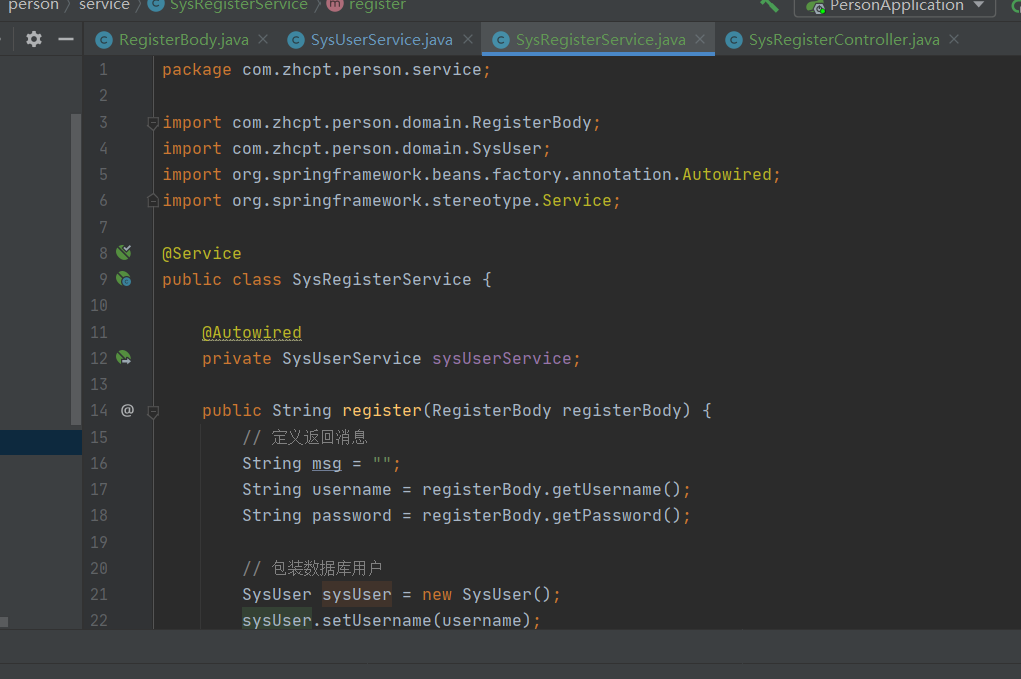 person 〉 service 〉 SysRegisterService 〉 register
PersonApplication
RegisterBody.java
SysUserService.java
SysRegisterService.java
SysRegisterController.java
1 package com.zhcpt.person.service;
2
3 import com.zhcpt.person.domain.RegisterBody;
4 import com.zhcpt.person.domain.SysUser;
5 import org.springframework.beans.factory.annotation.Autowired;
6 import org.springframework.stereotype.Service;
7
8 @Service
9 public class SysRegisterService {
10
11 @Autowired
12 private SysUserService sysUserService;
13
14 @ public String register(RegisterBody registerBody) {
15 // 定义返回消息
16 String msg = "";
17 String username = registerBody.getUsername();
18 String password = registerBody.getPassword();
19
20 // 包装数据库用户
21 SysUser sysUser = new SysUser();
22 sysUser.setUsername(username);